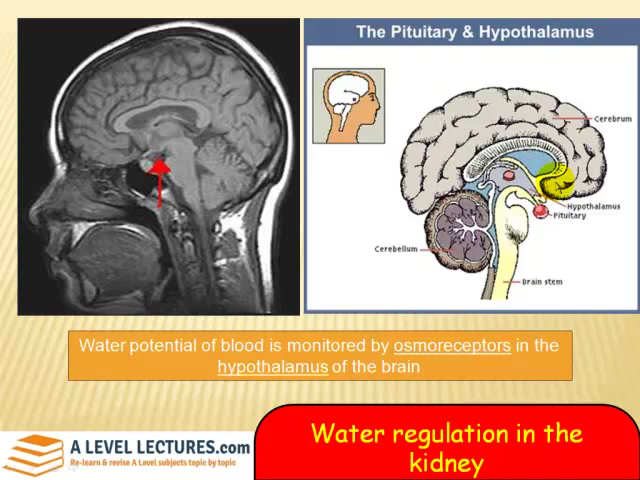 The Pituitary & Hypothalamus
Cerebrum
Hypothalamus
Pituitary
Cerebellum
Brain stem
Water potential of blood is monitored by osmoreceptors in the
hypothalamus of the brain
A LEVEL LECTURES.com
Re-learn & revise A Level subjects topic by topic
Water regulation in the
kidney